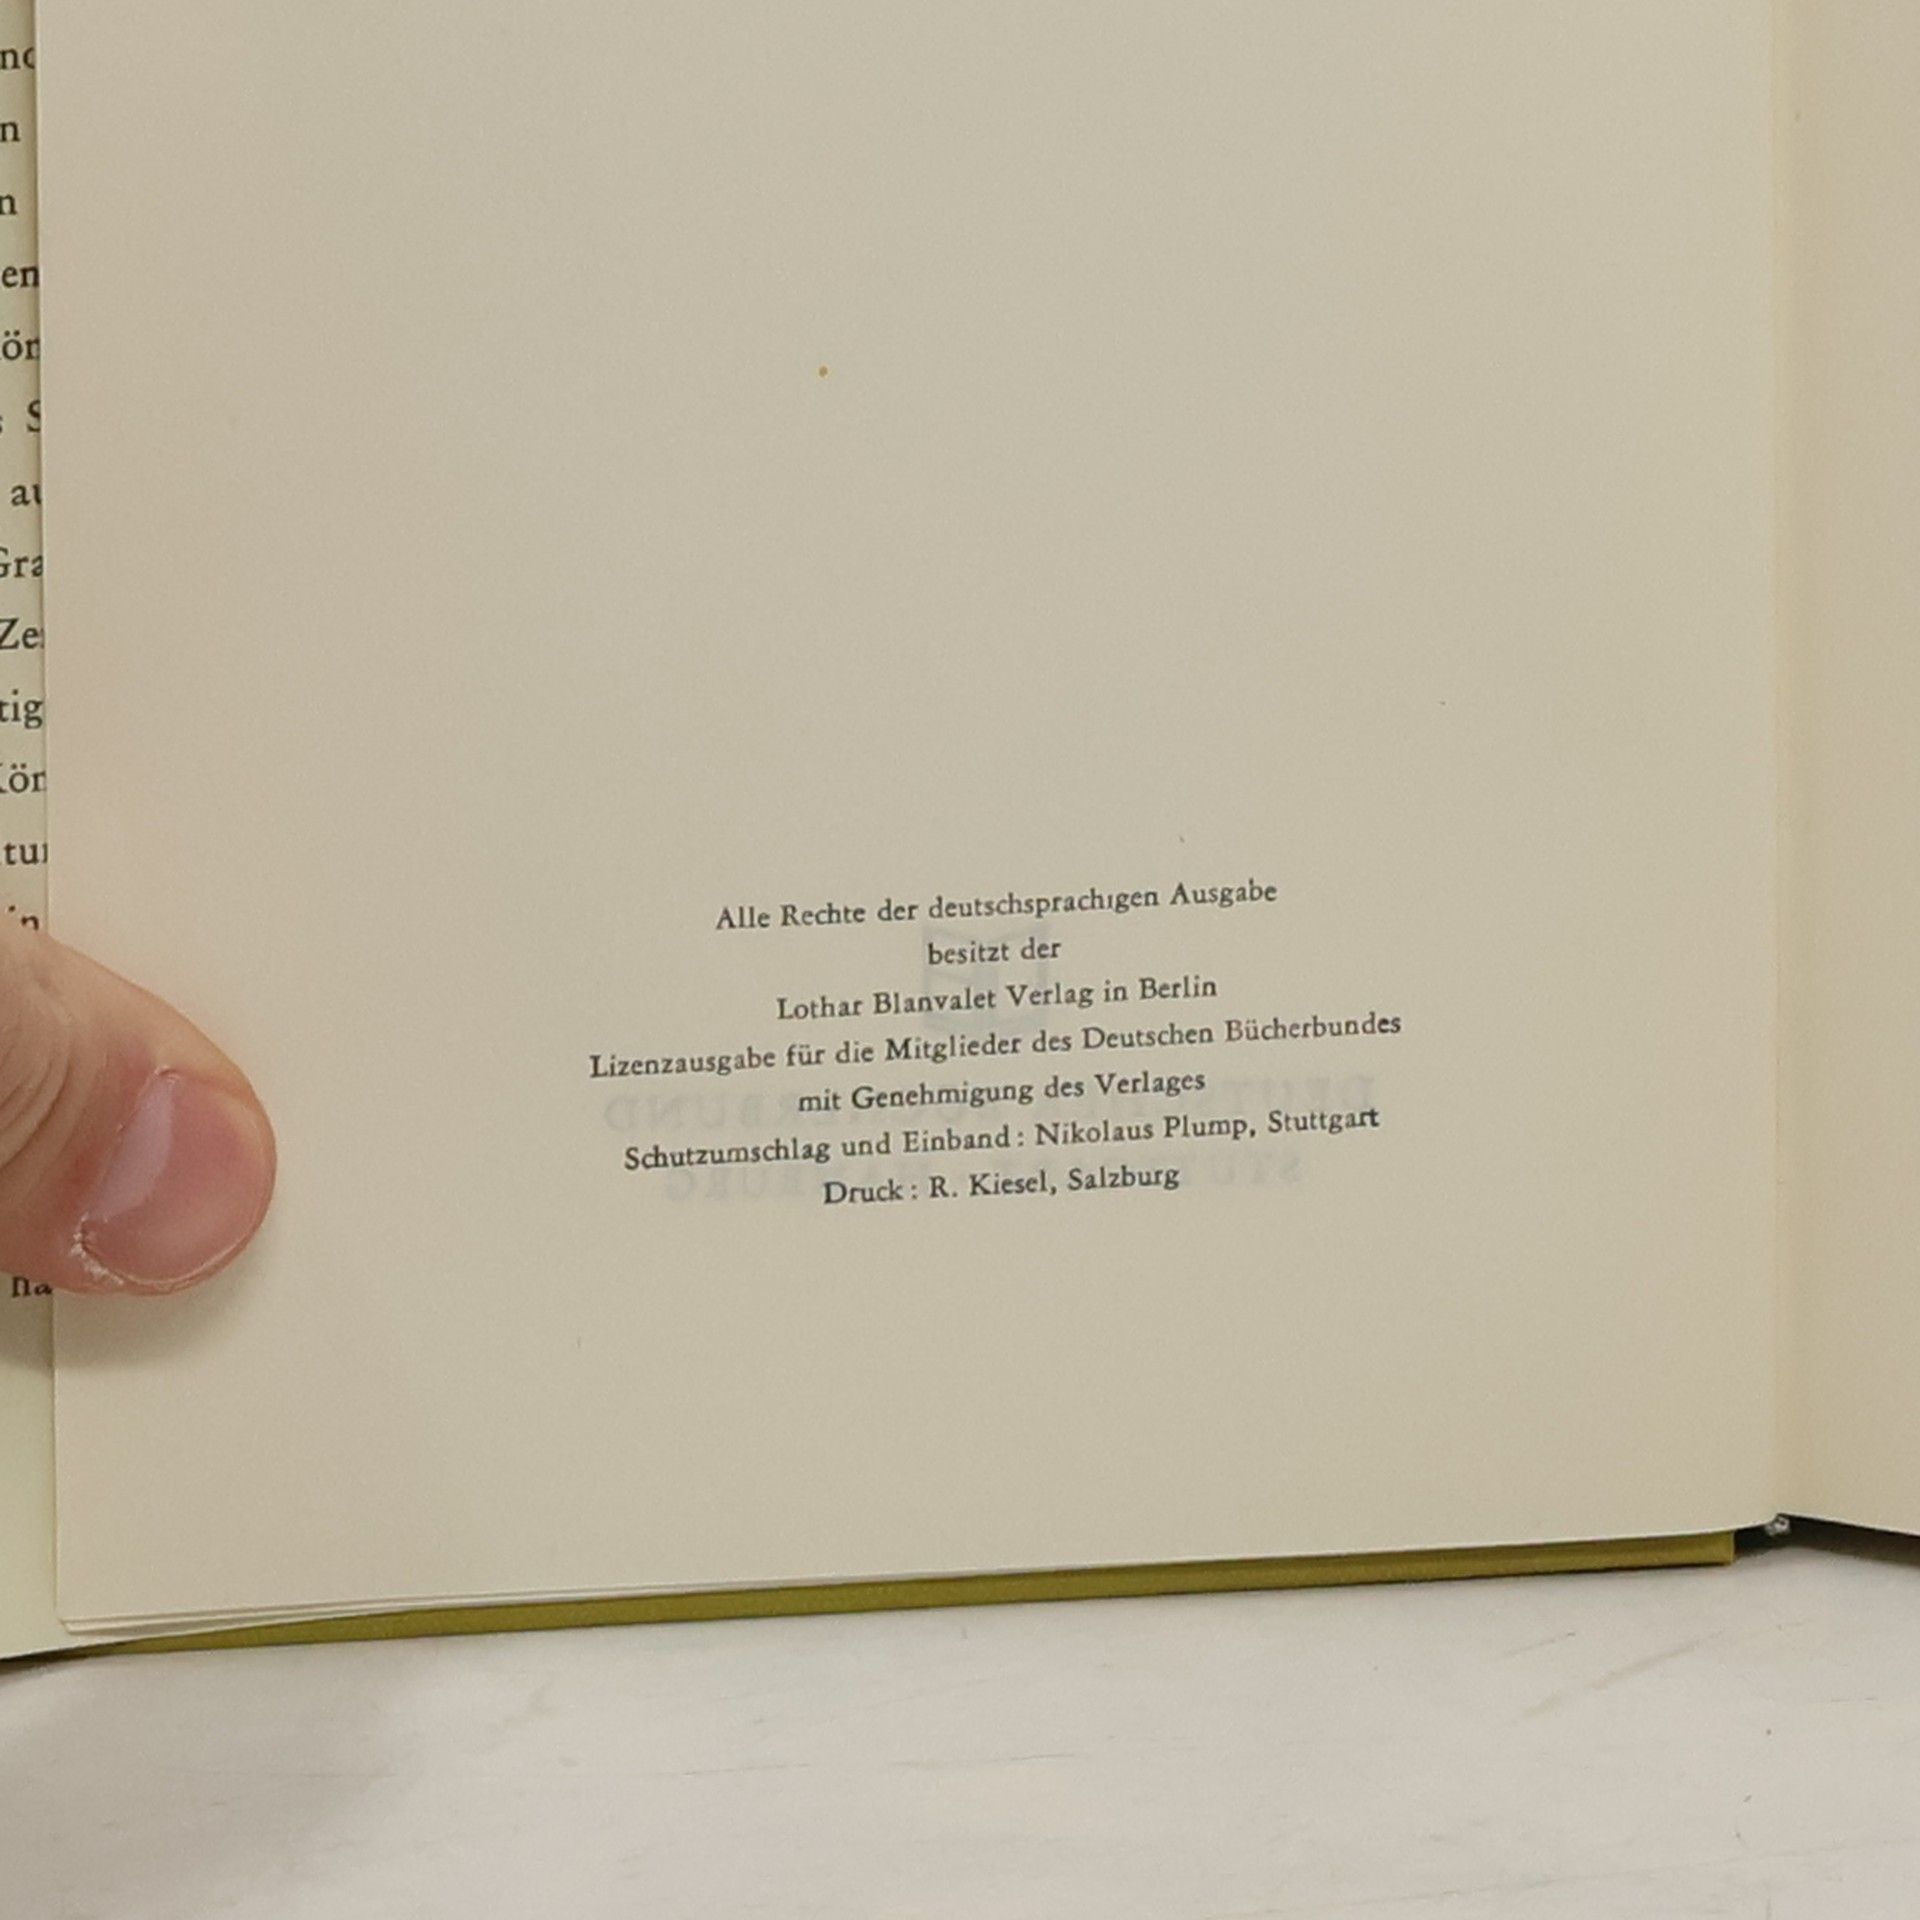 Alle Rechte der deutschsprachigen Ausgabe
besitzt der
Lothar Blanvalet Verlag in Berlin
Lizenzausgabe für die Mitglieder des Deutschen Bücherbundes
mit Genehmigung des Verlages
Schutzumschlag und Einband: Nikolaus Plump, Stuttgart
Druck: R. Kiesel, Salzburg